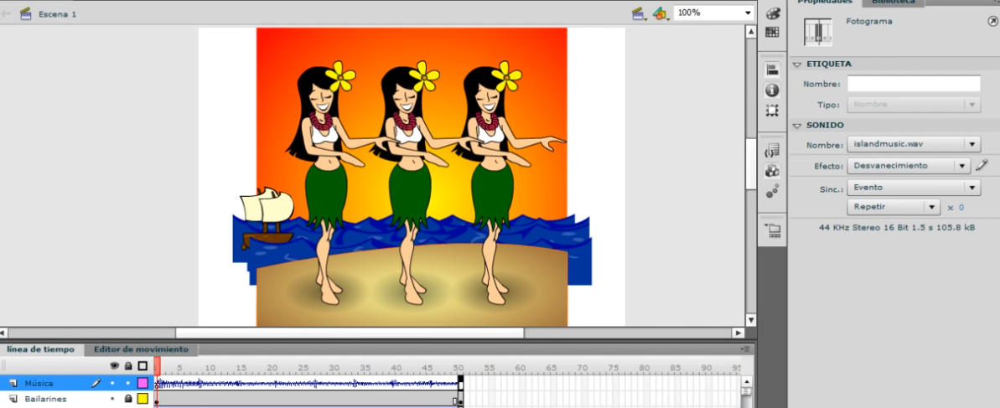 Escena 1
100%
Propiedades
Biblioteca
Fotograma
ETIQUETA
Nombre:
Tipo: Nombre
SONIDO
Nombre: islandmusic.wav
Efecto: Desvanecimiento
Sinc.: Evento
Repetir x 0
44 KHz Stereo 16 Bit 1.5 s 105.8 kB
línea de tiempo
Editor de movimiento
5 10 15 20 25 30 35 40 45 50 55 60 65 70 75 80 85 90 95
Música
Bailarines